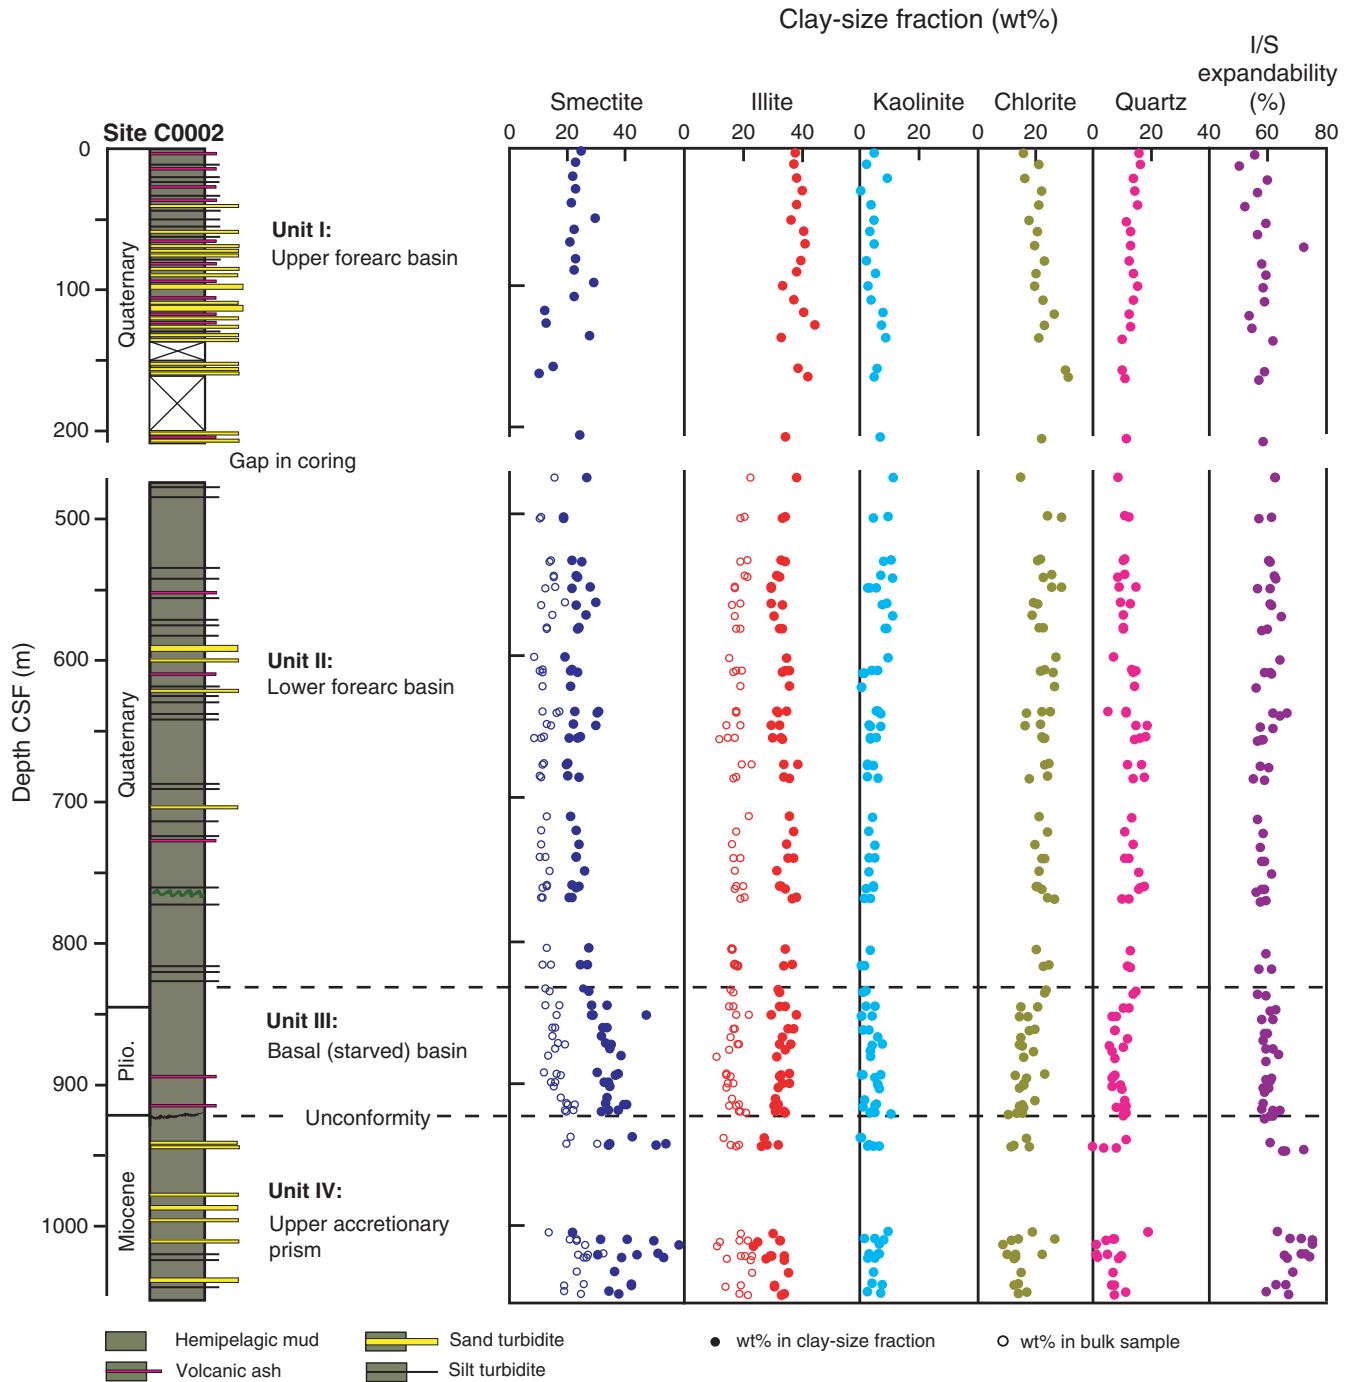 Clay-size fraction (wt%)
I/S
expandability
(%)
Smectite
Illite
Kaolinite
Chlorite
Quartz
Site C0002
0 20 40 0 20 40 0 20 0 20 0 20 40 60 80
0
100
200
500
600
700
800
900
1000
Depth CSF (m)
Quaternary
Quaternary
Plio.
Miocene
Unit I:
Upper forearc basin
Gap in coring
Unit II:
Lower forearc basin
Unit III:
Basal (starved) basin
Unconformity
Unit IV:
Upper accretionary
prism
Hemipelagic mud
Sand turbidite
wt% in clay-size fraction
wt% in bulk sample
Volcanic ash
Silt turbidite